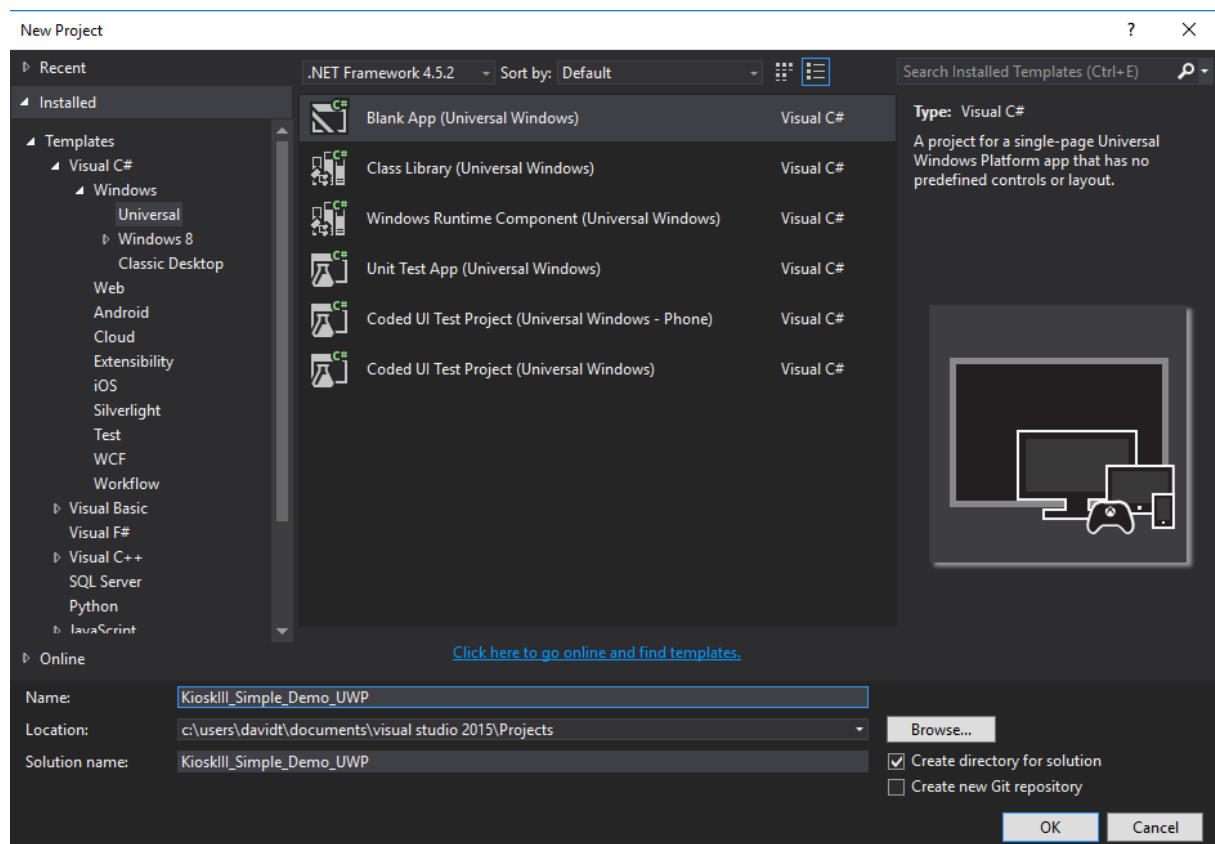 New Project
?
Recent
.NET Framework 4.5.2 Sort by: Default
Search Installed Templates (Ctrl+E)
Installed
Templates
Visual C#
Windows
Universal
Windows 8
Classic Desktop
Web
Android
Cloud
Extensibility
iOS
Silverlight
Test
WCF
Workflow
Visual Basic
Visual F#
Visual C++
SQL Server
Python
JavaScript
Online
C# Blank App (Universal Windows) Visual C#
C# Class Library (Universal Windows) Visual C#
C# Windows Runtime Component (Universal Windows) Visual C#
C# Unit Test App (Universal Windows) Visual C#
C# Coded UI Test Project (Universal Windows - Phone) Visual C#
C# Coded UI Test Project (Universal Windows) Visual C#
Click here to go online and find templates.
Type: Visual C#
A project for a single-page Universal
Windows Platform app that has no
predefined controls or layout.
Name: KioskIII_Simple_Demo_UWP
Location: c:\users\davidt\documents\visual studio 2015\Projects
Browse...
Solution name: KioskIII_Simple_Demo_UWP
Create directory for solution
Create new Git repository
OK Cancel